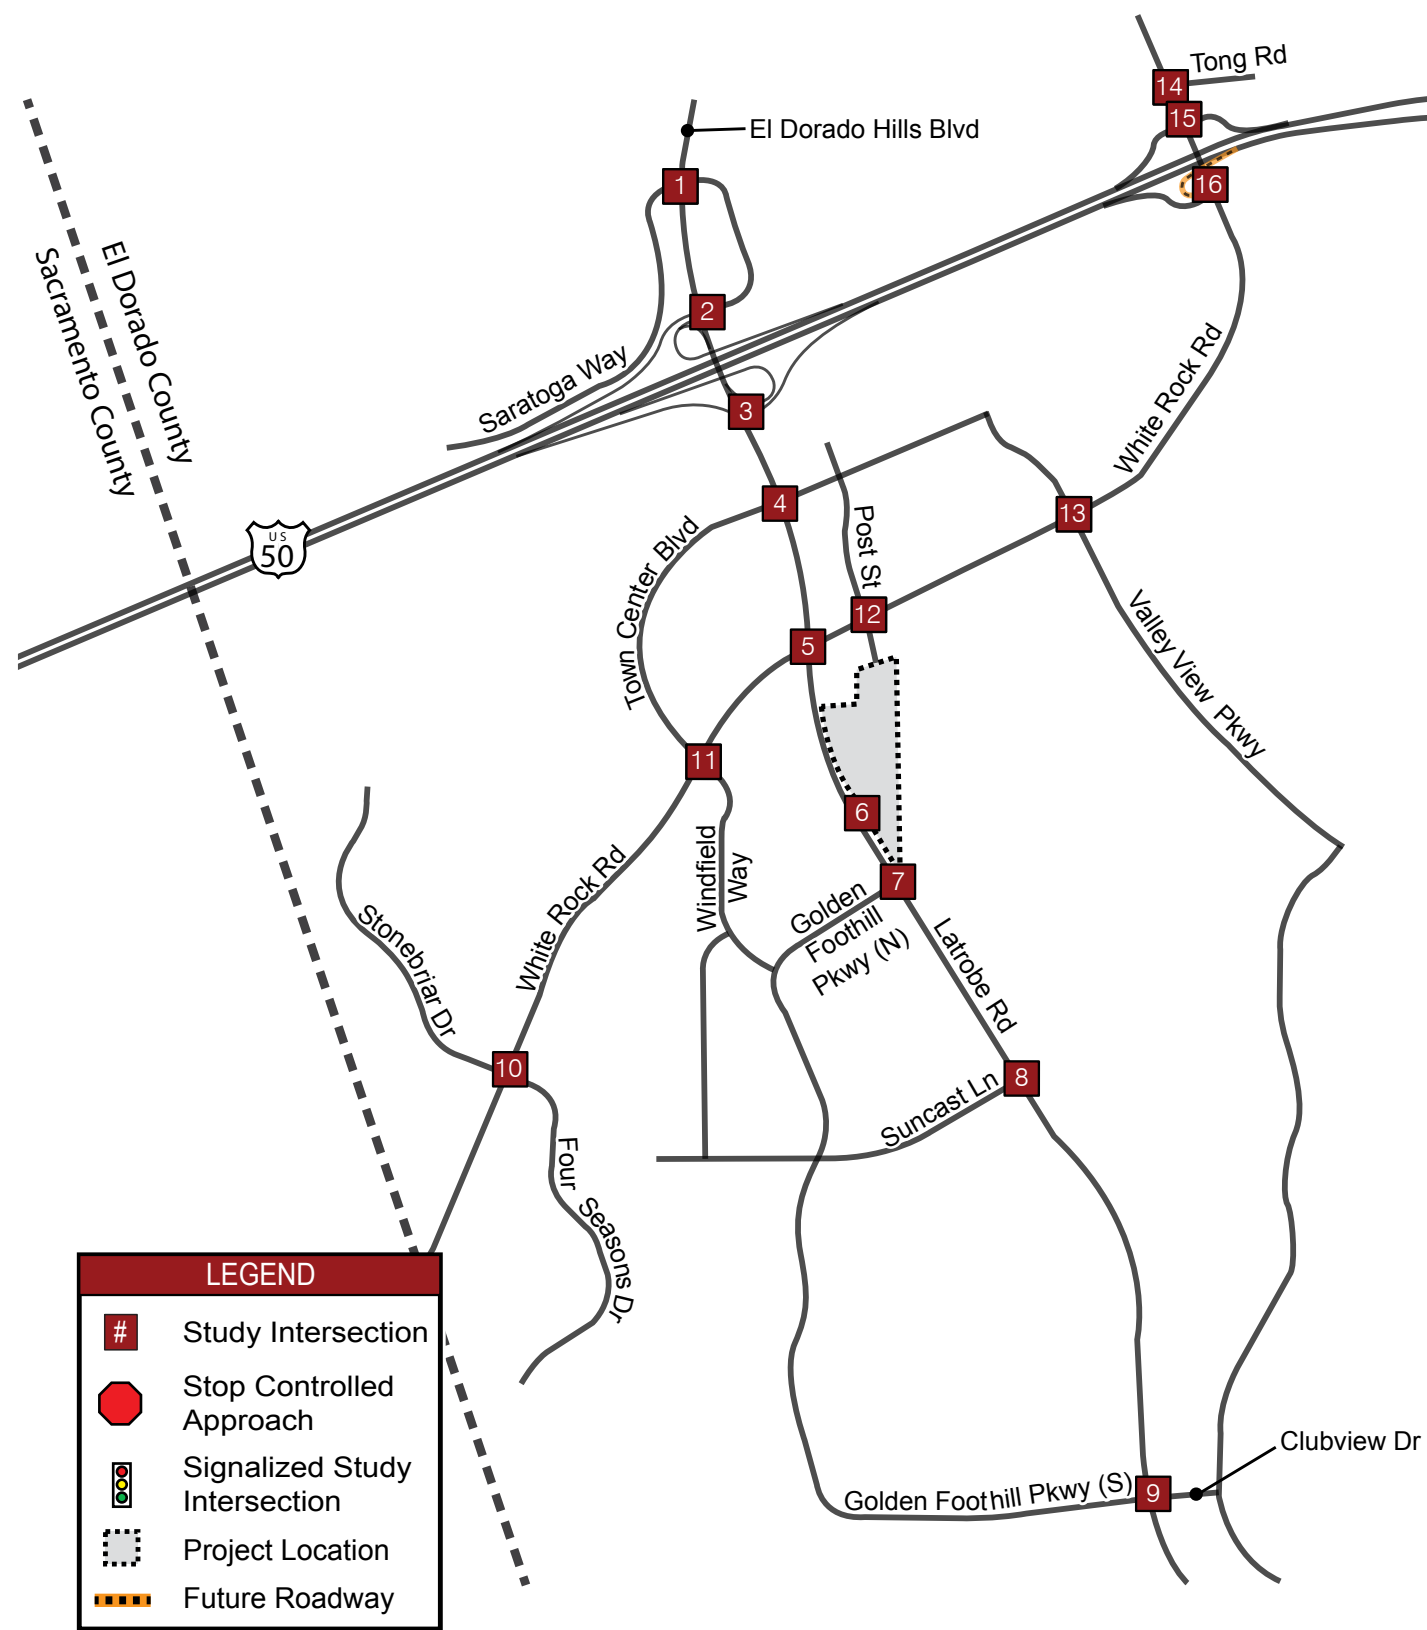 Tong Rd
14
15
El Dorado Hills Blvd
1
16
El Dorado County
Sacramento County
2
Saratoga Way
3
White Rock Rd
4
13
US
50
Town Center Blvd
Post St
12
5
Valley View Pkwy
11
6
Windfield
Way
7
Golden
Foothill
Pkwy (N)
White Rock Rd
Stonebriar Dr
Latrobe Rd
10
8
Suncast Ln
Four Seasons Dr
LEGEND
# Study Intersection
Stop Controlled
Approach
Signalized Study
Intersection
Project Location
Future Roadway
Clubview Dr
Golden Foothill Pkwy (S)
9